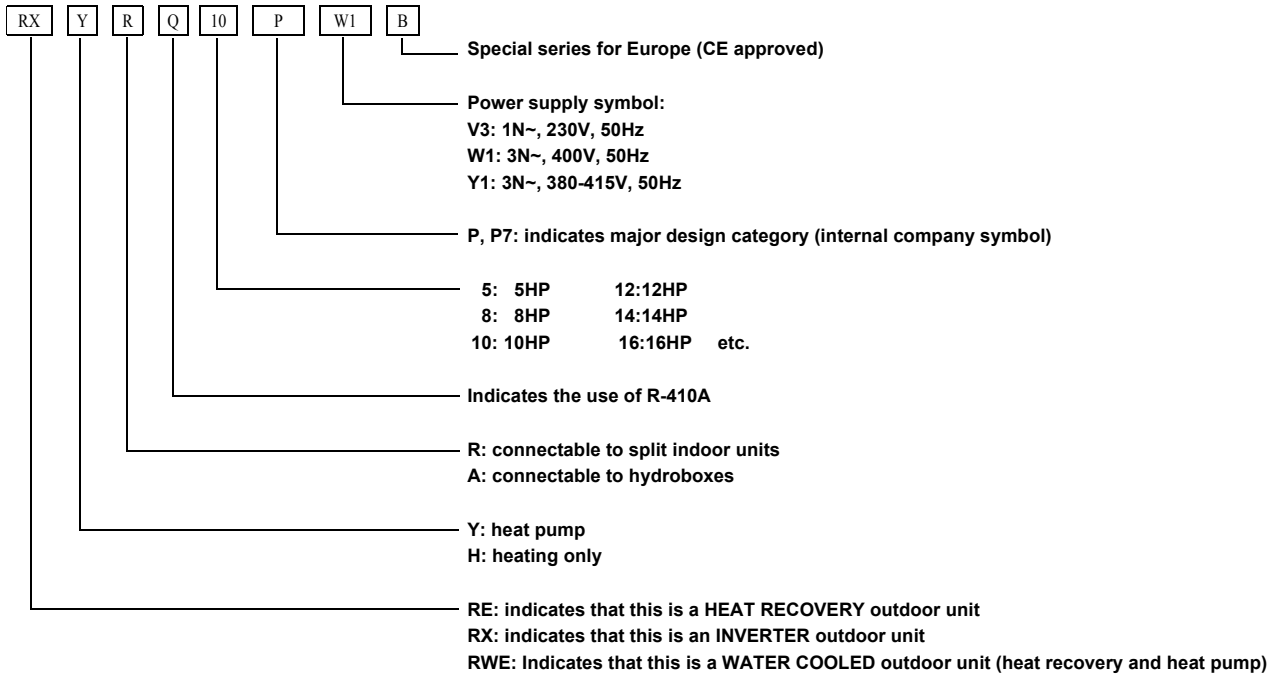 RX Y R Q 10 P W1 B
Special series for Europe (CE approved)
Power supply symbol:
V3: 1N~, 230V, 50Hz
W1: 3N~, 400V, 50Hz
Y1: 3N~, 380-415V, 50Hz
P, P7: indicates major design category (internal company symbol)
5: 5HP 12:12HP
8: 8HP 14:14HP
10: 10HP 16:16HP etc.
Indicates the use of R-410A
R: connectable to split indoor units
A: connectable to hydroboxes
Y: heat pump
H: heating only
RE: indicates that this is a HEAT RECOVERY outdoor unit
RX: indicates that this is an INVERTER outdoor unit
RWE: Indicates that this is a WATER COOLED outdoor unit (heat recovery and heat pump)